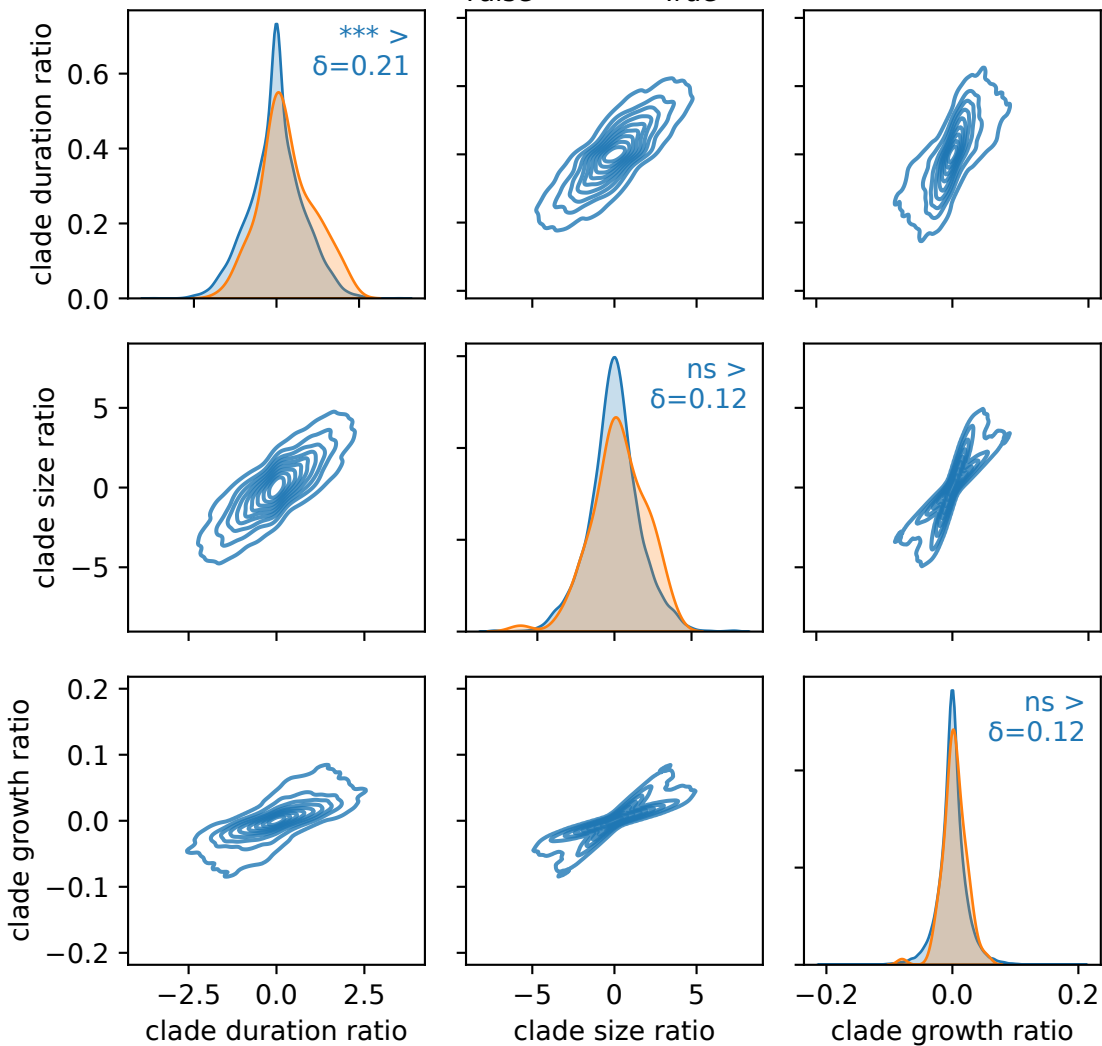 clade duration ratio
0.6
0.4
0.2
0.0
*** >
δ=0.21
clade size ratio
5
0
−5
ns >
δ=0.12
clade growth ratio
0.2
0.1
0.0
−0.1
−0.2
ns >
δ=0.12
−2.5
0.0
2.5
−5
0
5
−0.2
0.0
0.2
clade duration ratio
clade size ratio
clade growth ratio